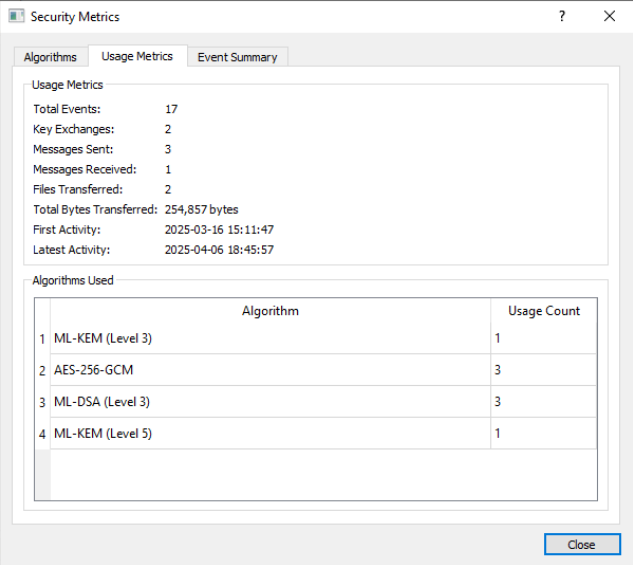 Security Metrics
?
Algorithms Usage Metrics Event Summary
Usage Metrics
Total Events: 17
Key Exchanges: 2
Messages Sent: 3
Messages Received: 1
Files Transferred: 2
Total Bytes Transferred: 254,857 bytes
First Activity: 2025-03-16 15:11:47
Latest Activity: 2025-04-06 18:45:57
Algorithms Used
Algorithm Usage Count
1 ML-KEM (Level 3) 1
2 AES-256-GCM 3
3 ML-DSA (Level 3) 3
4 ML-KEM (Level 5) 1
Close